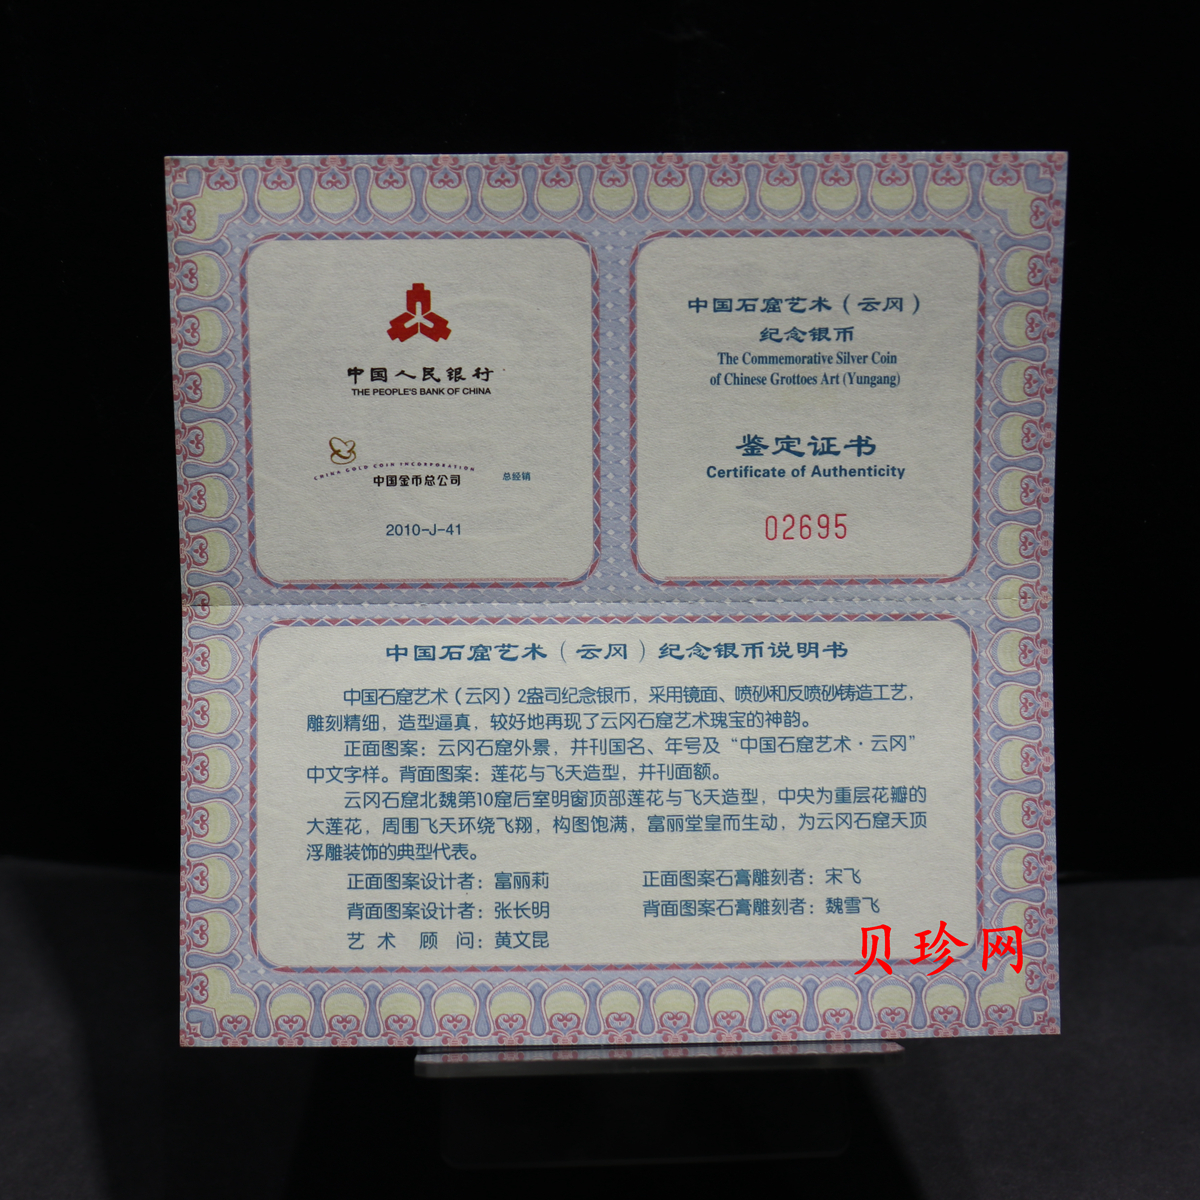 中国人民银行
THE PEOPLE'S BANK OF CHINA
CHINA GOLD COIN INCORPORATION
中国金币总公司
总经销
2010-J-41
中国石窟艺术（云冈）
纪念银币
The Commemorative Silver Coin
of Chinese Grottoes Art (Yungang)
鉴定证书
Certificate of Authenticity
02695
中国石窟艺术（云冈）纪念银币说明书
中国石窟艺术（云冈）2盎司纪念银币，采用镜面、喷砂和反喷砂铸造工艺，
雕刻精细，造型逼真，较好地再现了云冈石窟艺术瑰宝的神韵。
正面图案：云冈石窟外景，并刊国名、年号及“中国石窟艺术·云冈”
中文字样。背面图案：莲花与飞天造型，并刊面额。
云冈石窟北魏第10窟后室明窗顶部莲花与飞天造型，中央为重层花瓣的
大莲花，周围飞天环绕飞翔，构图饱满，富丽堂皇而生动，为云冈石窟天顶
浮雕装饰的典型代表。
正面图案设计者：富丽莉
正面图案石膏雕刻者：宋飞
背面图案设计者：张长明
背面图案石膏雕刻者：魏雪飞
艺术顾问：黄文昆
贝珍网